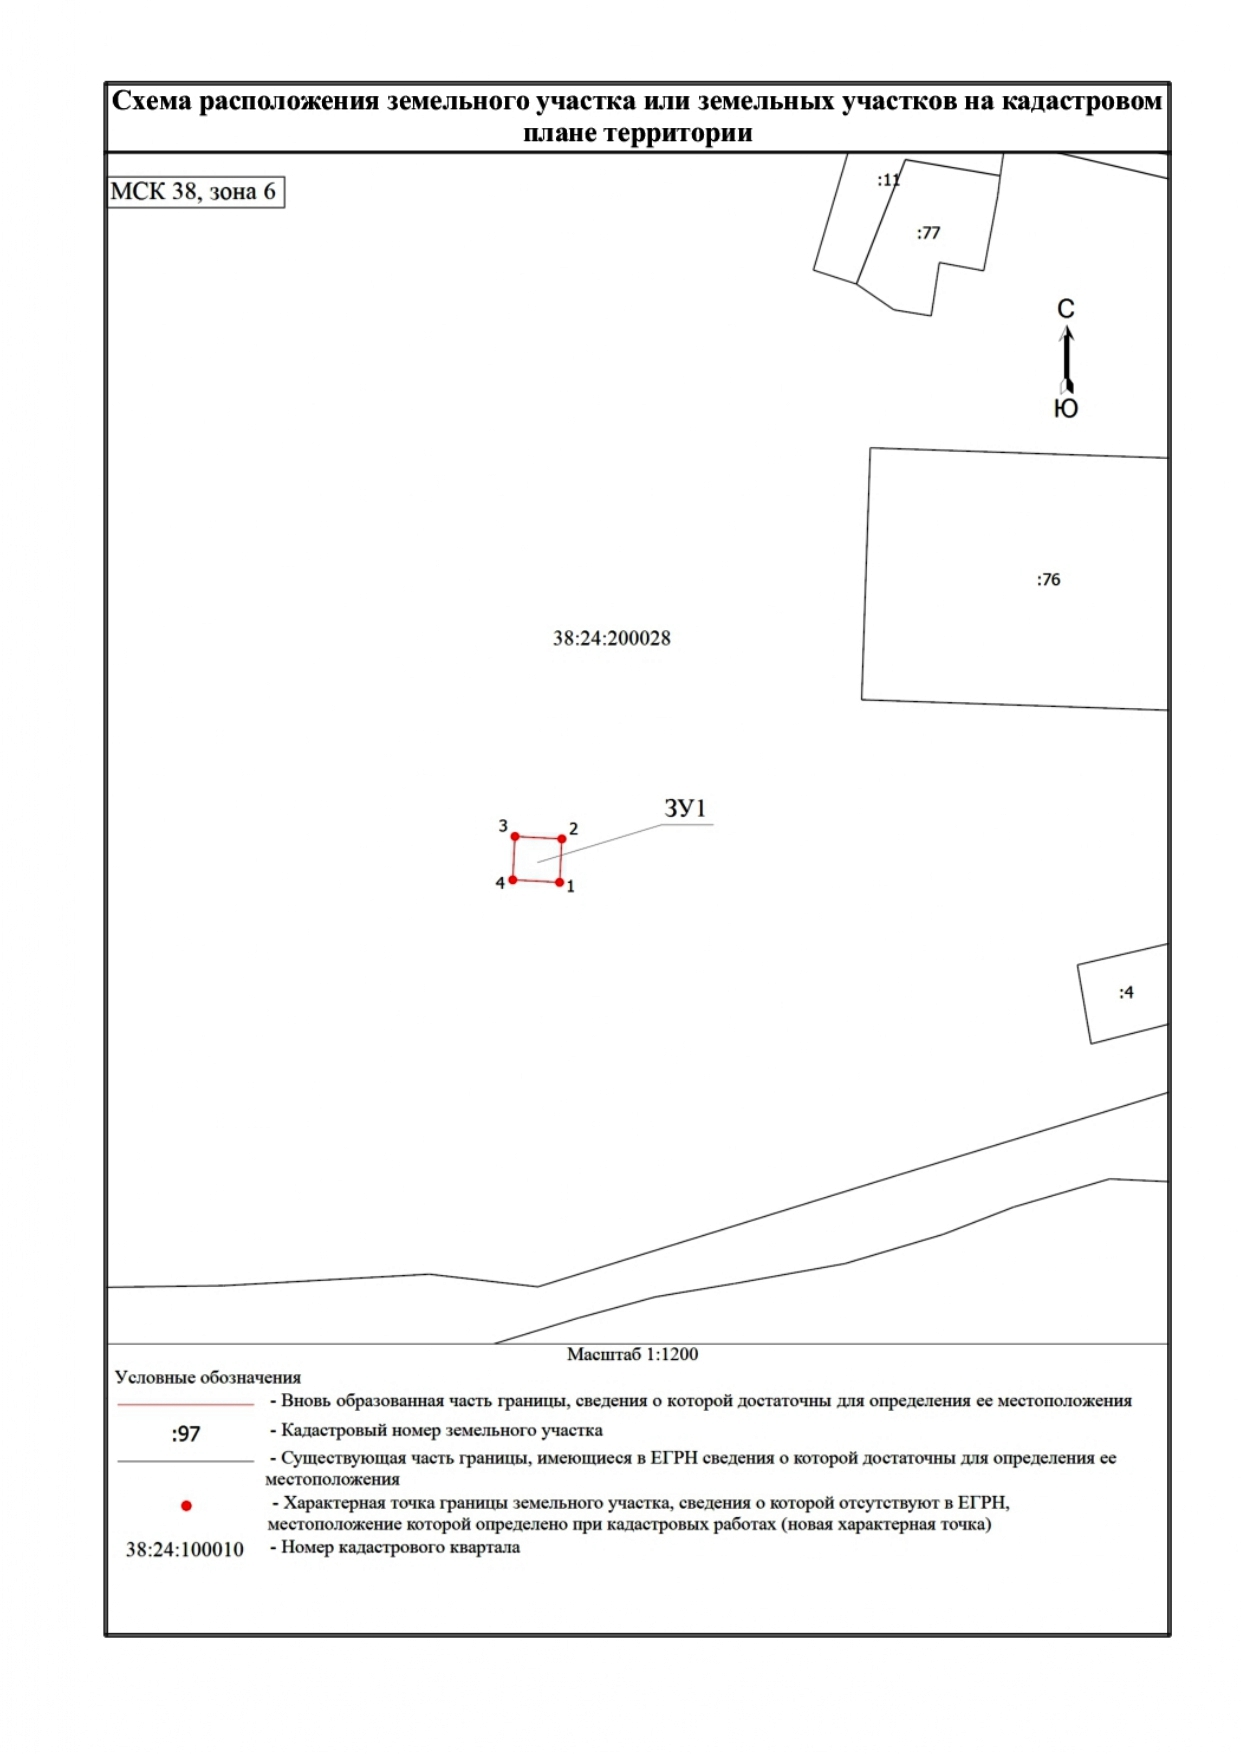 Схема расположения земельного участка или земельных участков на кадастровом
плане территории
МСК 38, зона 6
:11
:77
С
Ю
:76
38:24:200028
ЗУ1
3
2
4
1
:4
Масштаб 1:1200
Условные обозначения
- Вновь образованная часть границы, сведения о которой достаточны для определения ее местоположения
:97 - Кадастровый номер земельного участка
- Существующая часть границы, имеющиеся в ЕГРН сведения о которой достаточны для определения ее
местоположения
- Характерная точка границы земельного участка, сведения о которой отсутствуют в ЕГРН,
местоположение которой определено при кадастровых работах (новая характерная точка)
38:24:100010 - Номер кадастрового квартала